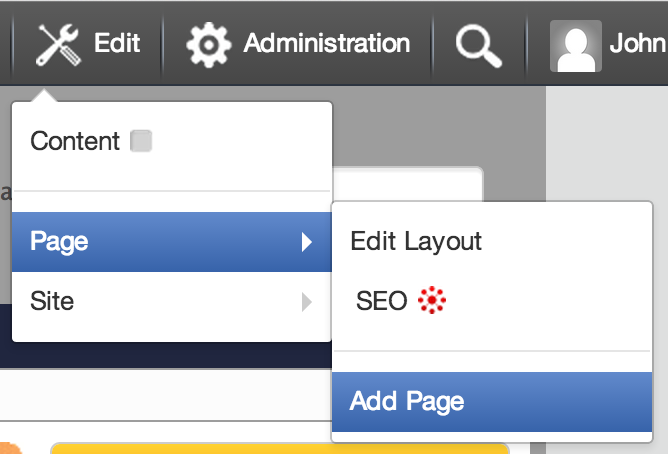 Edit
Administration
John
Content
Page
Site
Edit Layout
SEO
Add Page